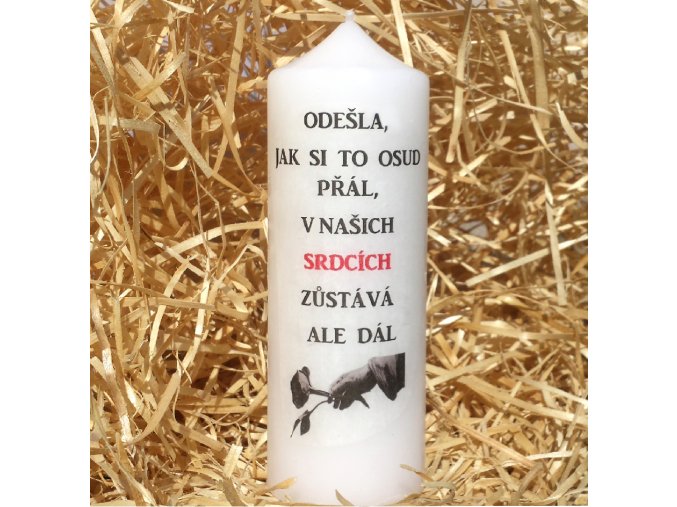 ODEŠLA,
JAK SI TO OSUD
PŘÁL,
V NAŠICH
SRDCÍCH
ZŮSTÁVÁ
ALE DÁL